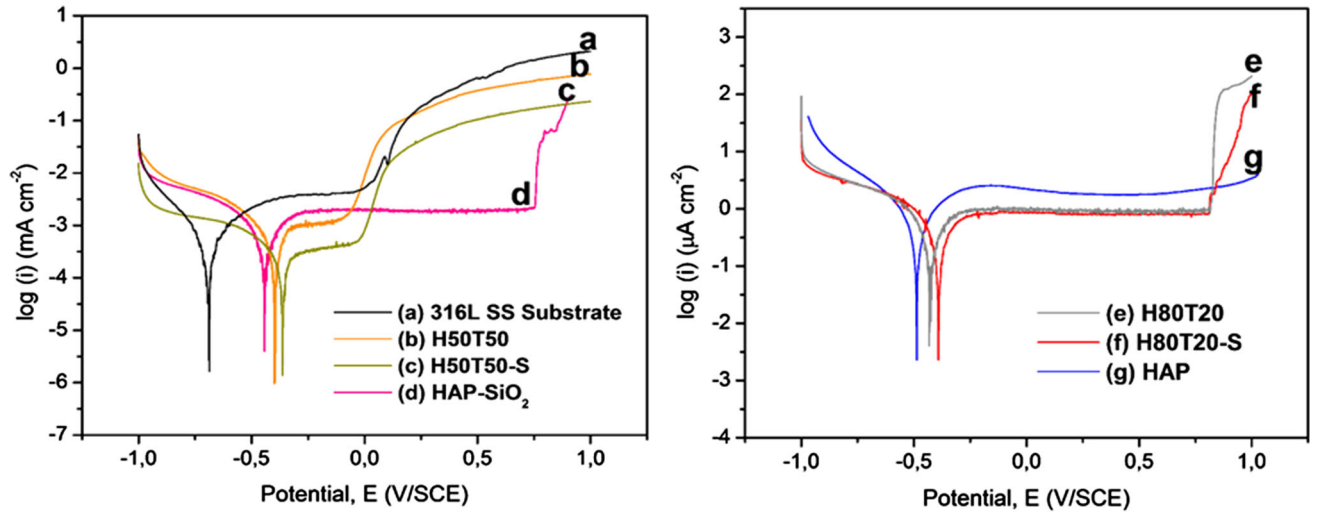 1
0
-1
-2
-3
-4
-5
-6
-7
log (i) (mA cm-2)
a
b
c
d
(a) 316L SS Substrate
(b) H50T50
(c) H50T50-S
(d) HAP-SiO2
-1,0 -0,5 0,0 0,5 1,0
Potential, E (V/SCE)
3
2
1
0
-1
-2
-3
-4
log (i) (µA cm-2)
e
f
g
(e) H80T20
(f) H80T20-S
(g) HAP
-1,0 -0,5 0,0 0,5 1,0
Potential, E (V/SCE)